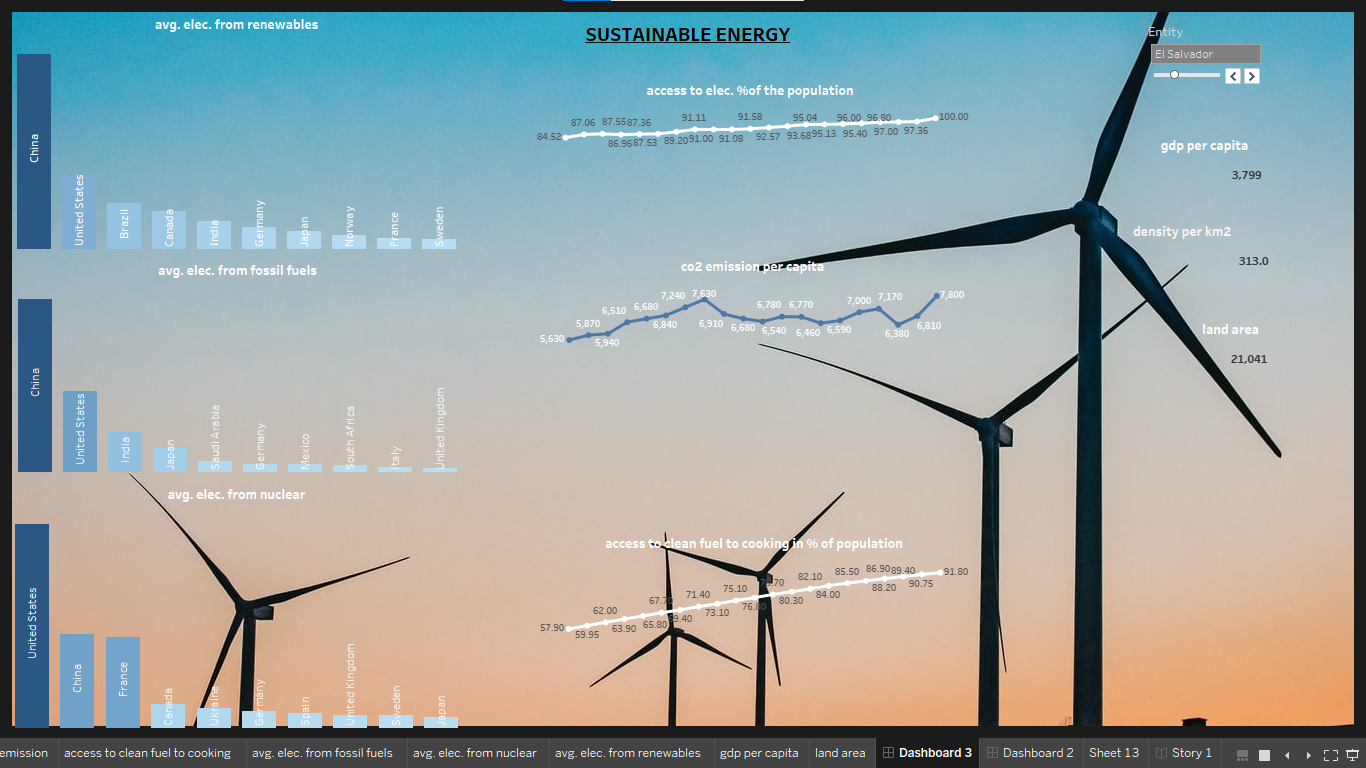 SUSTAINABLE ENERGY
avg. elec. from renewables
China
United States
Brazil
Canada
India
Germany
Japan
Norway
France
Sweden
avg. elec. from fossil fuels
China
United States
India
Japan
Saudi Arabia
Germany
Mexico
South Africa
Italy
United Kingdom
avg. elec. from nuclear
United States
China
France
Canada
Ukraine
Germany
Spain
United Kingdom
Sweden
Japan
access to elec. %of the population
84.52
87.06
87.55
86.96
87.36
87.53
89.20
91.11
91.00
91.08
91.58
92.57
93.68
95.04
95.13
96.00
95.40
96.80
97.00
97.36
100.00
co2 emission per capita
5,630
5,870
5,940
6,510
6,680
6,840
7,240
7,630
6,910
6,680
6,540
6,780
6,770
6,460
6,590
7,000
7,170
6,380
6,810
7,800
access to clean fuel to cooking in % of population
57.90
59.95
62.00
63.90
65.80
71.40
73.10
75.10
80.30
82.10
84.00
85.50
86.90
88.20
89.40
90.75
91.80
Entity
El Salvador
gdp per capita
3,799
density per km2
313.0
land area
21,041
emission
access to clean fuel to cooking
avg. elec. from fossil fuels
avg. elec. from nuclear
avg. elec. from renewables
gdp per capita
land area
Dashboard 3
Dashboard 2
Sheet 13
Story 1